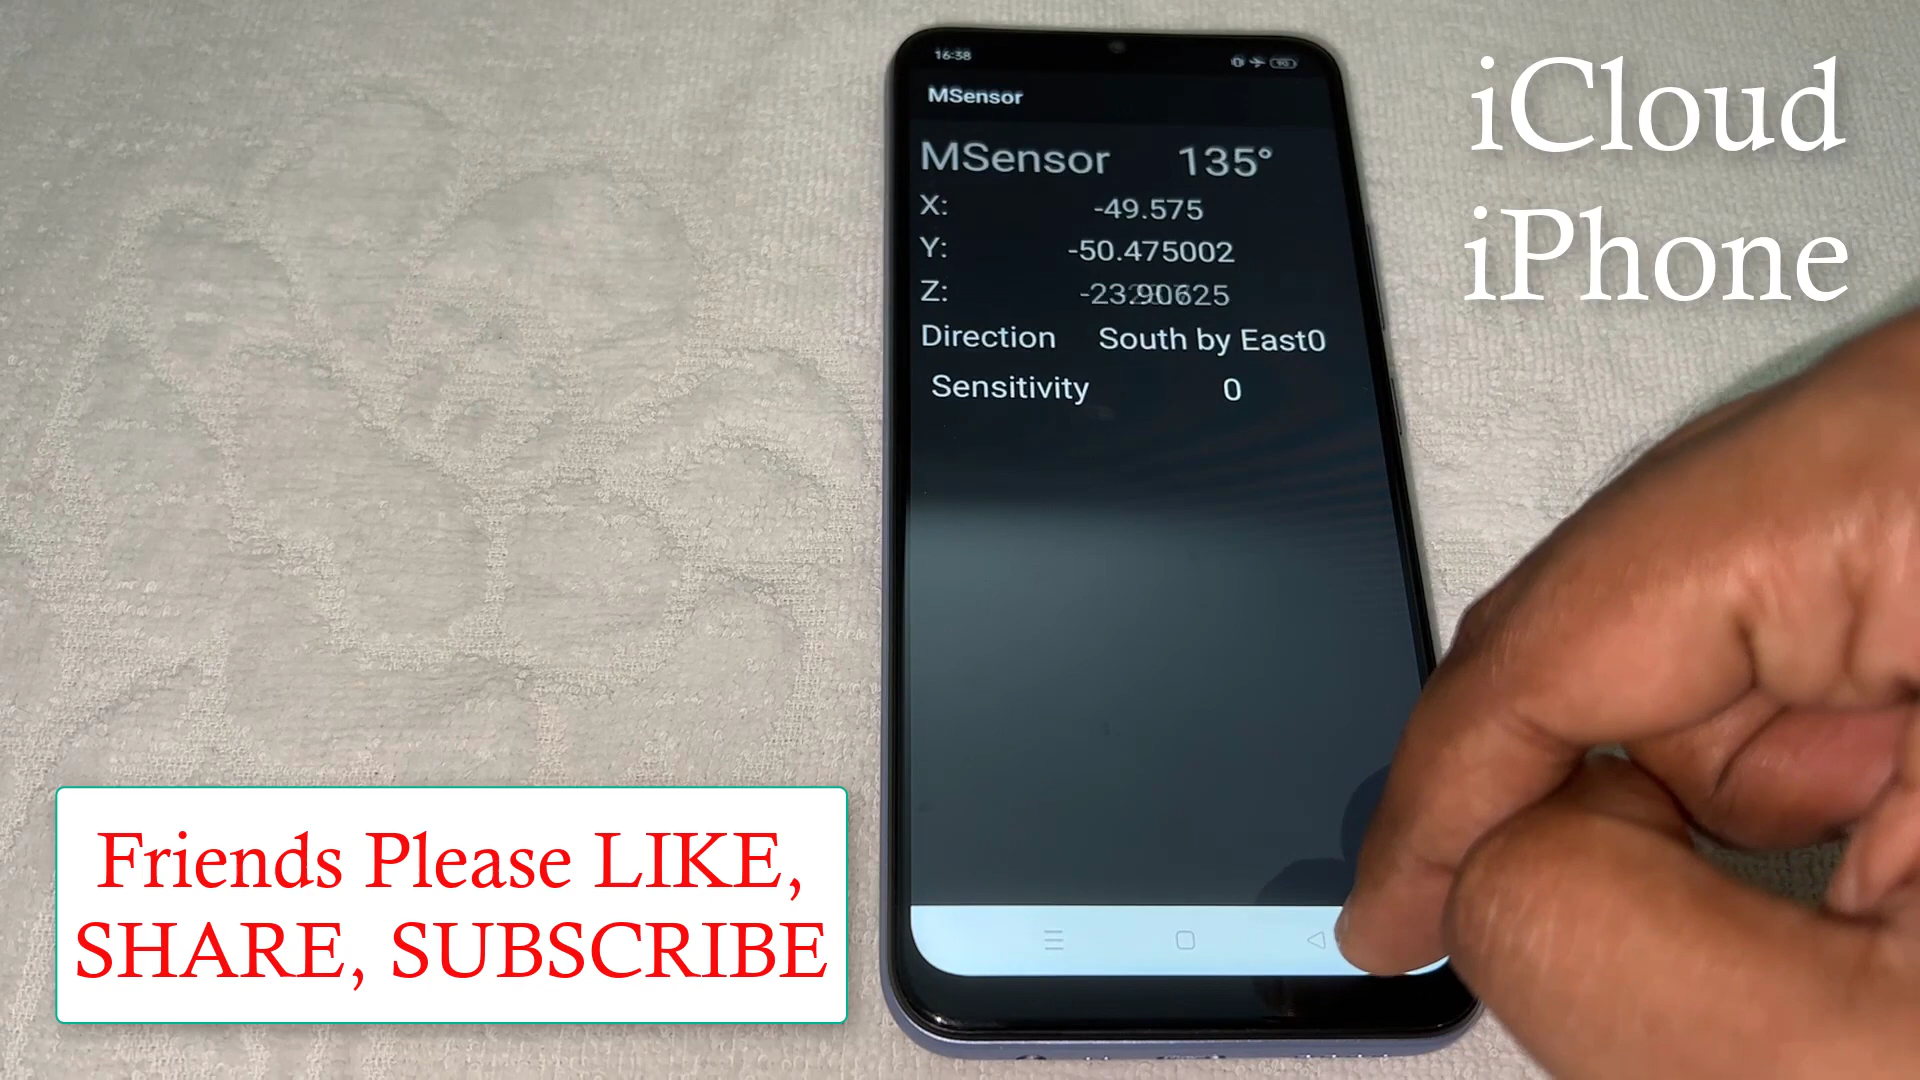 16:38
MSensor
MSensor 135°
X: -49.575
Y: -50.475002
Z: -23.90625
Direction South by East0
Sensitivity 0
iCloud
iPhone
Friends Please LIKE,
SHARE, SUBSCRIBE